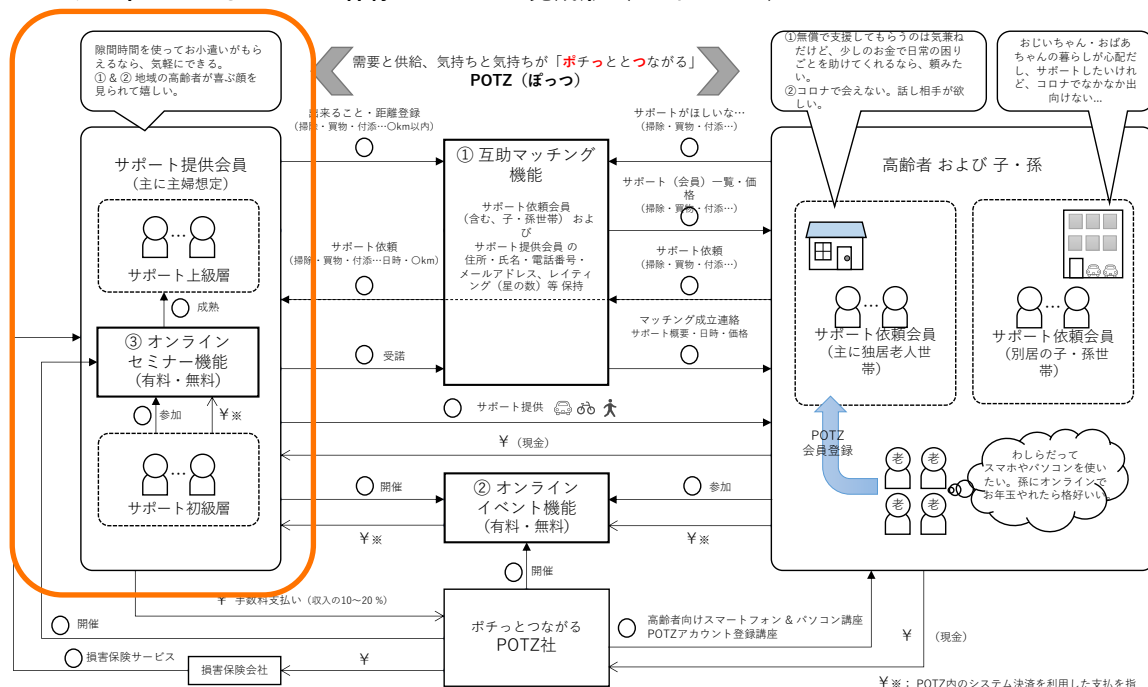 隙間時間を使ってお小遣いがもら
えるなら、気軽にできる。
① & ② 地域の高齢者が喜ぶ顔を
見られて嬉しい。
需要と供給、気持ちと気持ちが「ポチっととつながる」
POTZ（ぽっつ）
①無償で支援してもらうのは気兼ね
だけど、少しのお金で日常の困り
ごとを助けてくれるなら、頼みた
い。
②コロナで会えない。話し相手が欲
しい。
おじいちゃん・おばあ
ちゃんの暮らしが心配だ
し、サポートしたいけれ
ど、コロナでなかなか出
向けない…
サポート提供会員
（主に主婦想定）
…
サポート上級層
成熟
③ オンライン
セミナー機能
（有料・無料）
参加
￥※
…
サポート初級層
出来ること・距離登録
（掃除・買物・付添…〇km以内）
サポート依頼
（掃除・買物・付添…日時・〇km）
受諾
① 互助マッチング
機能
サポート依頼会員
（含む、子・孫世帯） およ
び
サポート提供会員 の
住所・氏名・電話番号・
メールアドレス、レイティ
ング（星の数）等 保持
サポートがほしいな…
（掃除・買物・付添…）
サポート（会員）一覧・価
格
（掃除・買物・付添…）
サポート依頼
（掃除・買物・付添…）
マッチング成立連絡
サポート概要・日時・価格
高齢者 および 子・孫
…
サポート依頼会員
（主に独居老人世
帯）
…
サポート依頼会員
（別居の子・孫世
帯）
サポート提供
￥（現金）
POTZ
会員登録
老
老
老
老
わしらだって
スマホやパソコンを使い
たい。孫にオンラインで
お年玉やれたら格好いい。
開催
￥※
② オンライン
イベント機能
（有料・無料）
参加
￥※
開催
￥ 手数料支払い（収入の10～20 %）
開催
ポチっとつながる
POTZ社
高齢者向けスマートフォン & パソコン講座
POTZアカウント登録講座
￥
（現金）
損害保険サービス
損害保険会社
￥
￥※：POTZ内のシステム決済を利用した支払を指